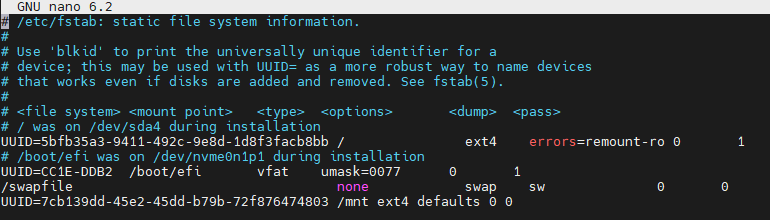 GNU nano 6.2
# /etc/fstab: static file system information.
#
# Use 'blkid' to print the universally unique identifier for a
# device; this may be used with UUID= as a more robust way to name devices
# that works even if disks are added and removed. See fstab(5).
#
# <file system> <mount point>   <type>  <options>       <dump>  <pass>
# / was on /dev/sda4 during installation
UUID=5bfb35a3-9411-492c-9e8d-1d8f3facb8bb /               ext4    errors=remount-ro 0       1
# /boot/efi was on /dev/nvme0n1p1 during installation
UUID=CC1E-DDB2  /boot/efi       vfat    umask=0077      0       1
/swapfile                                 none            swap    sw              0       0
UUID=7cb139dd-45e2-45dd-b79b-72f876474803 /mnt ext4 defaults 0 0